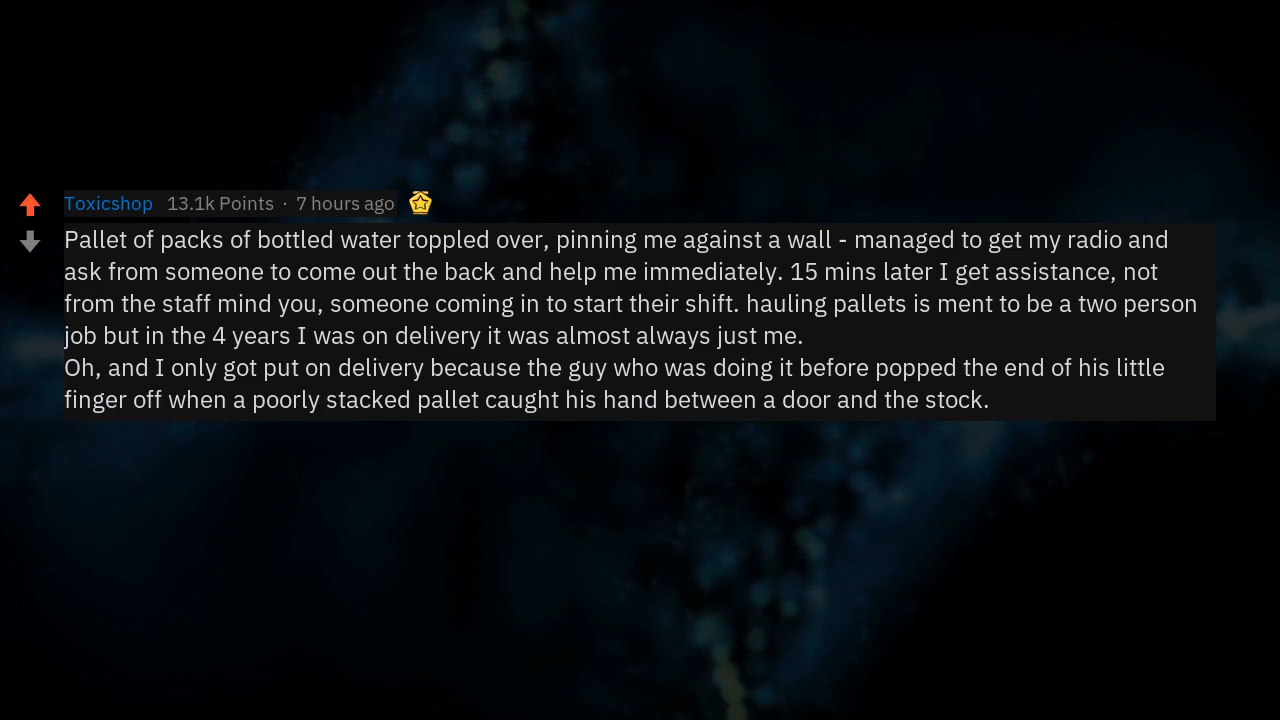 Toxicshop 13.1k Points · 7 hours ago
Pallet of packs of bottled water toppled over, pinning me against a wall - managed to get my radio and
ask from someone to come out the back and help me immediately. 15 mins later I get assistance, not
from the staff mind you, someone coming in to start their shift. hauling pallets is ment to be a two person
job but in the 4 years I was on delivery it was almost always just me.
Oh, and I only got put on delivery because the guy who was doing it before popped the end of his little
finger off when a poorly stacked pallet caught his hand between a door and the stock.